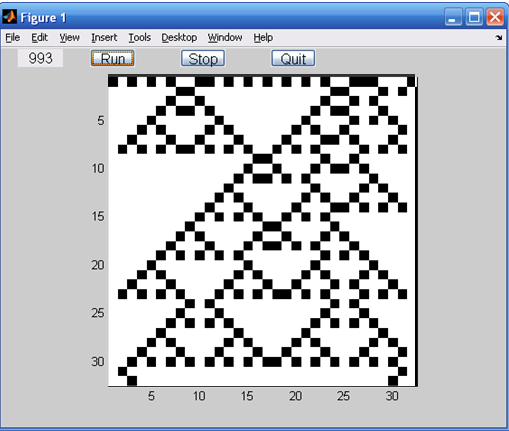 Figure 1
File Edit View Insert Tools Desktop Window Help
993 Run Stop Quit
5
10
15
20
25
30
5 10 15 20 25 30